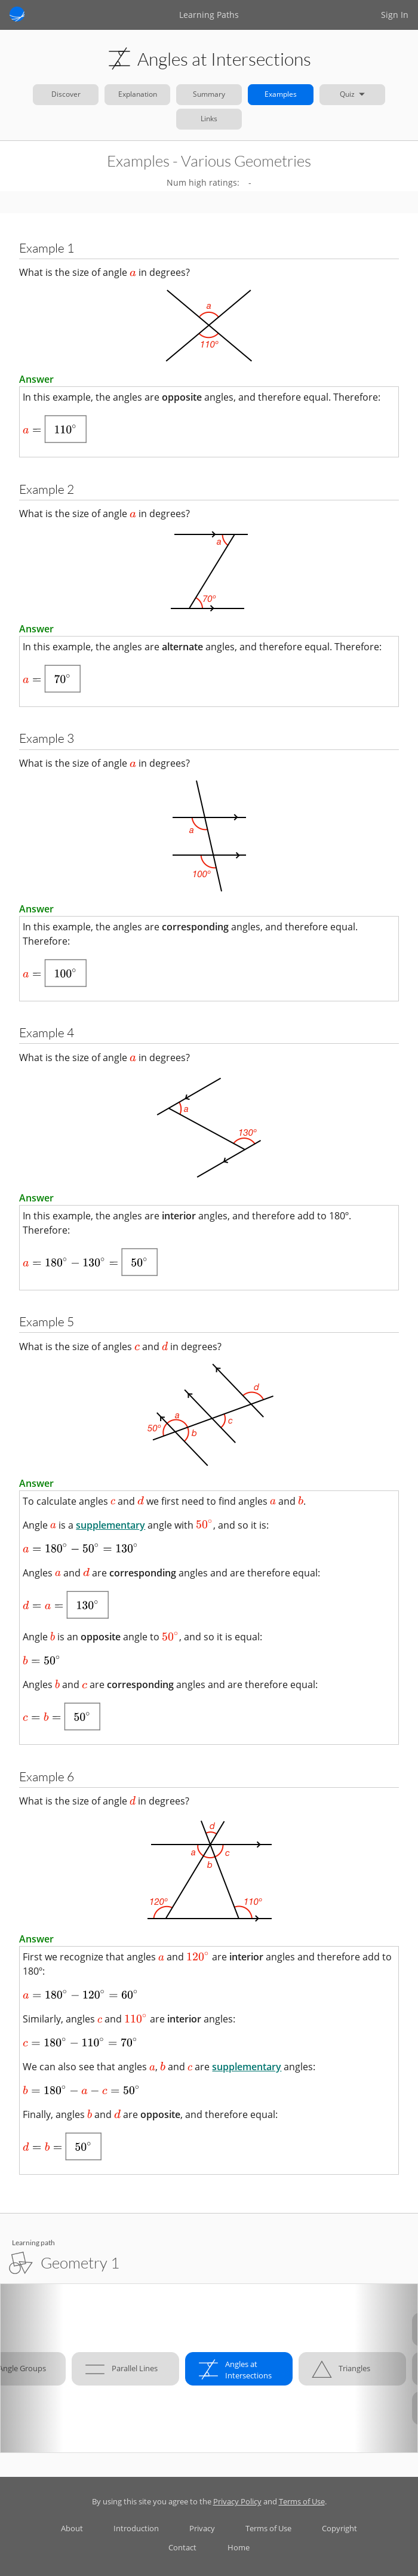 Learning Paths
Sign In
Angles at Intersections
Discover
Explanation
Summary
Examples
Quiz
Links
Examples - Various Geometries
Num high ratings: -
Example 1
What is the size of angle a in degrees?
a
110º
Answer
In this example, the angles are opposite angles, and therefore equal. Therefore:
a = 110°
Example 2
What is the size of angle a in degrees?
a
70º
Answer
In this example, the angles are alternate angles, and therefore equal. Therefore:
a = 70°
Example 3
What is the size of angle a in degrees?
a
100º
Answer
In this example, the angles are corresponding angles, and therefore equal.
Therefore:
a = 100°
Example 4
What is the size of angle a in degrees?
a
130º
Answer
In this example, the angles are interior angles, and therefore add to 180º.
Therefore:
a = 180° − 130° = 50°
Example 5
What is the size of angles c and d in degrees?
d
a
c
50º
b
Answer
To calculate angles c and d we first need to find angles a and b.
Angle a is a supplementary angle with 50°, and so it is:
a = 180° − 50° = 130°
Angles a and d are corresponding angles and are therefore equal:
d = a = 130°
Angle b is an opposite angle to 50°, and so it is equal:
b = 50°
Angles b and c are corresponding angles and are therefore equal:
c = b = 50°
Example 6
What is the size of angle d in degrees?
d
a
c
b
120º
110º
Answer
First we recognize that angles a and 120° are interior angles and therefore add to
180º:
a = 180° − 120° = 60°
Similarly, angles c and 110° are interior angles:
c = 180° − 110° = 70°
We can also see that angles a, b and c are supplementary angles:
b = 180° − a − c = 50°
Finally, angles b and d are opposite, and therefore equal:
d = b = 50°
Learning path
Geometry 1
Angle Groups
Parallel Lines
Angles at
Intersections
Triangles
By using this site you agree to the Privacy Policy and Terms of Use.
About
Introduction
Privacy
Terms of Use
Copyright
Contact
Home